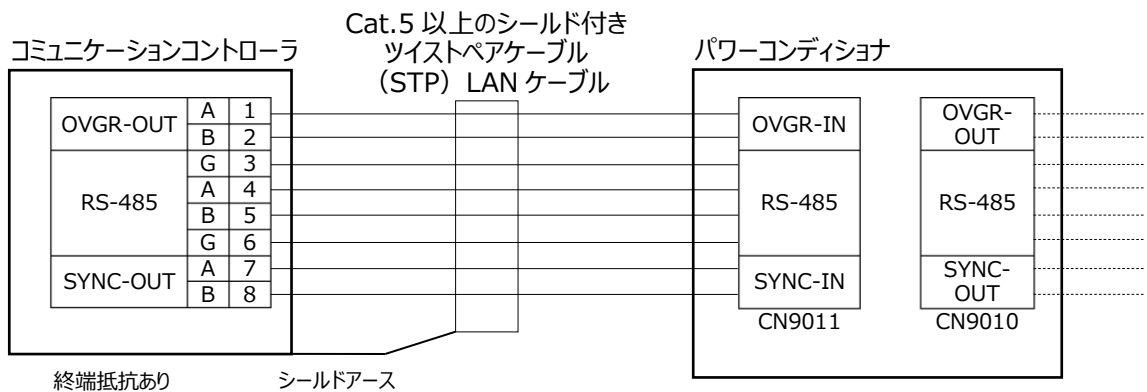 Cat.5 以上のシールド付き
ツイストペアケーブル
（STP）LAN ケーブル
コミュニケーションコントローラ
OVGR-OUT
A 1
B 2
RS-485
G 3
A 4
B 5
G 6
SYNC-OUT
A 7
B 8
終端抵抗あり
シールドアース
パワーコンディショナ
OVGR-IN
RS-485
SYNC-IN
CN9011
OVGR-
OUT
RS-485
SYNC-
OUT
CN9010